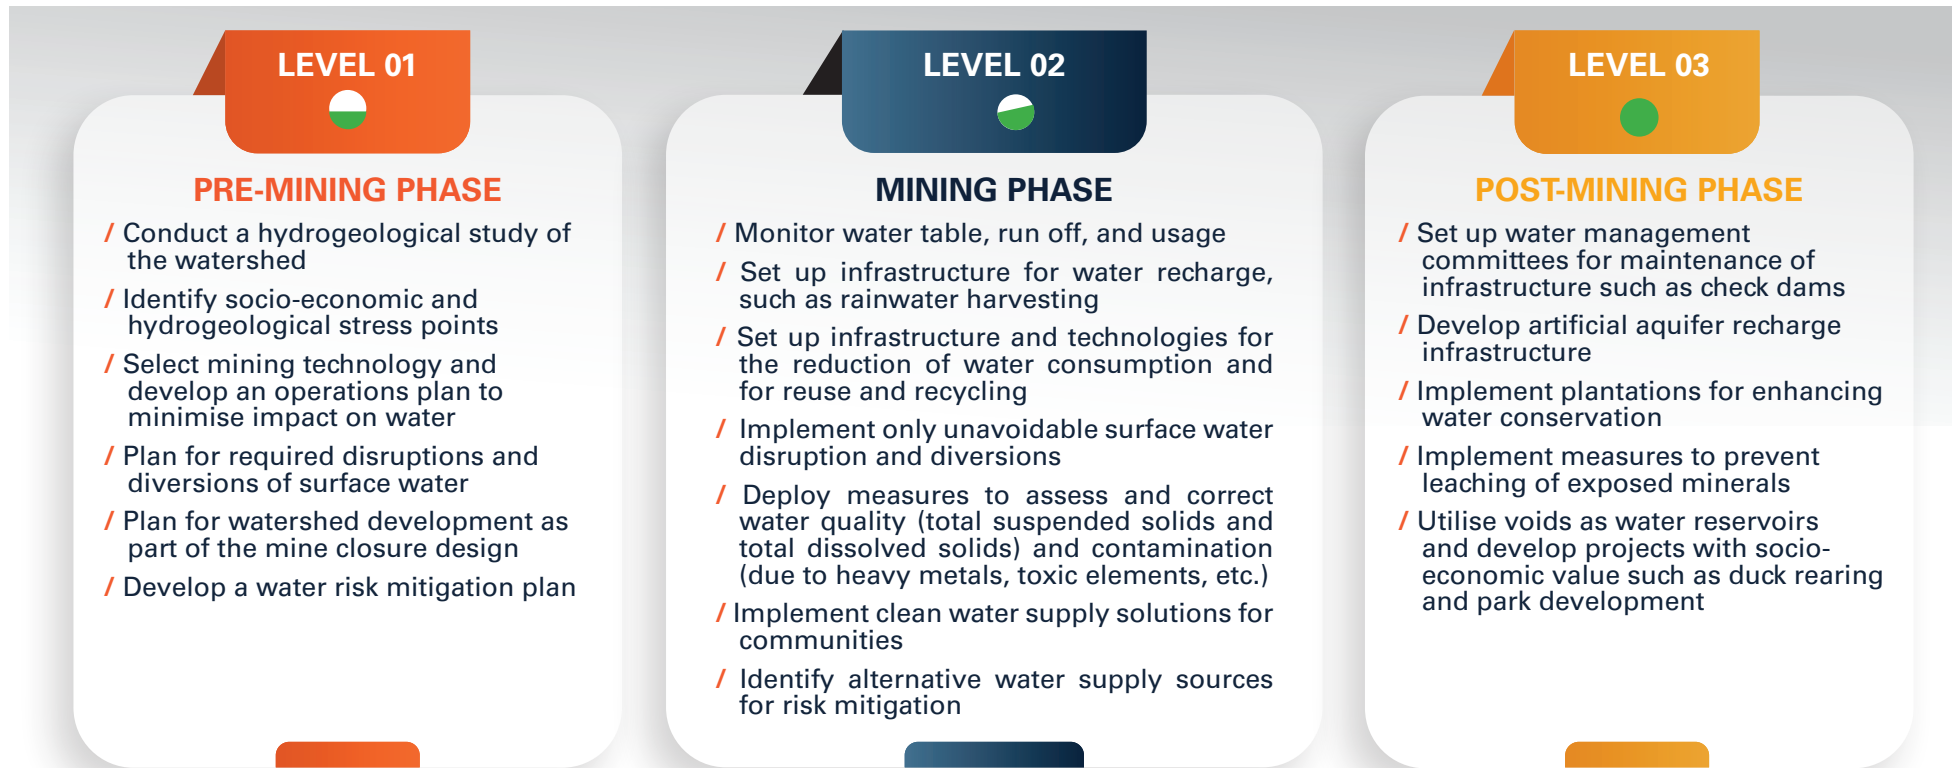 LEVEL 01
PRE-MINING PHASE
/ Conduct a hydrogeological study of
the watershed
/ Identify socio-economic and
hydrogeological stress points
/ Select mining technology and
develop an operations plan to
minimise impact on water
/ Plan for required disruptions and
diversions of surface water
/ Plan for watershed development as
part of the mine closure design
/ Develop a water risk mitigation plan
LEVEL 02
MINING PHASE
/ Monitor water table, run off, and usage
/ Set up infrastructure for water recharge,
such as rainwater harvesting
/ Set up infrastructure and technologies for
the reduction of water consumption and
for reuse and recycling
/ Implement only unavoidable surface water
disruption and diversions
/ Deploy measures to assess and correct
water quality (total suspended solids and
total dissolved solids) and contamination
(due to heavy metals, toxic elements, etc.)
/ Implement clean water supply solutions for
communities
/ Identify alternative water supply sources
for risk mitigation
LEVEL 03
POST-MINING PHASE
/ Set up water management
committees for maintenance of
infrastructure such as check dams
/ Develop artificial aquifer recharge
infrastructure
/ Implement plantations for enhancing
water conservation
/ Implement measures to prevent
leaching of exposed minerals
/ Utilise voids as water reservoirs
and develop projects with socio-
economic value such as duck rearing
and park development